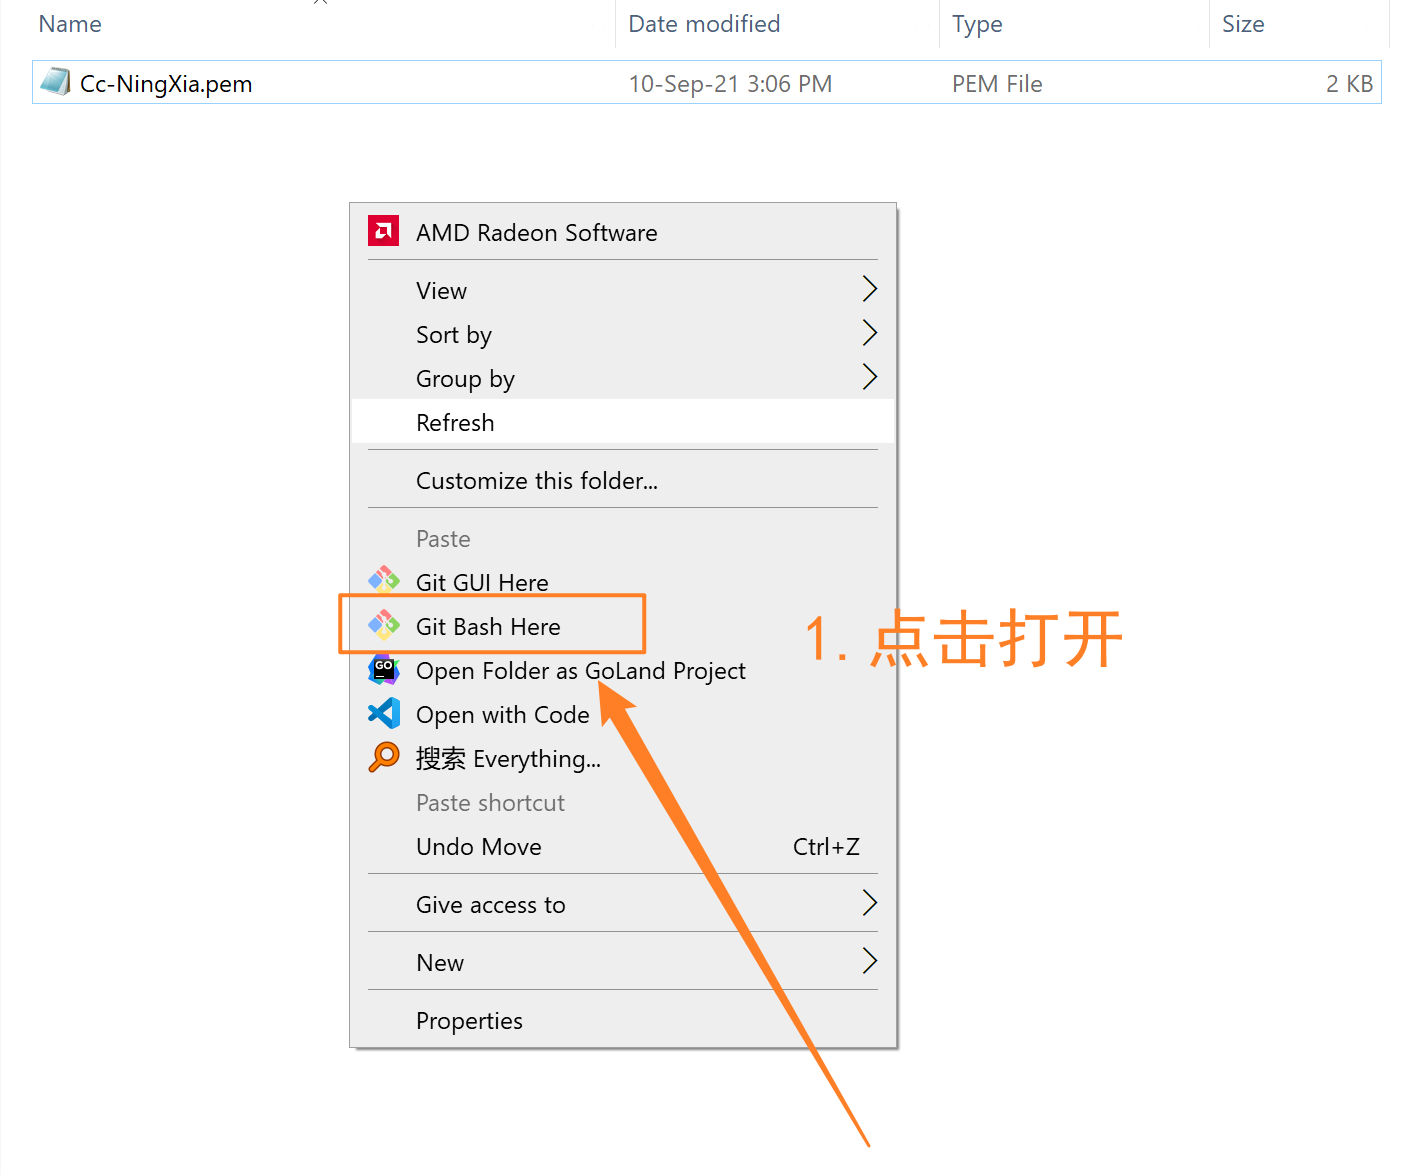 Name Date modified Type Size
Cc-NingXia.pem 10-Sep-21 3:06 PM PEM File 2 KB
AMD Radeon Software
View
Sort by
Group by
Refresh
Customize this folder...
Paste
Git GUI Here
Git Bash Here
1. 点击打开
GO
Open Folder as GoLand Project
Open with Code
搜索 Everything...
Paste shortcut
Undo Move Ctrl+Z
Give access to
New
Properties